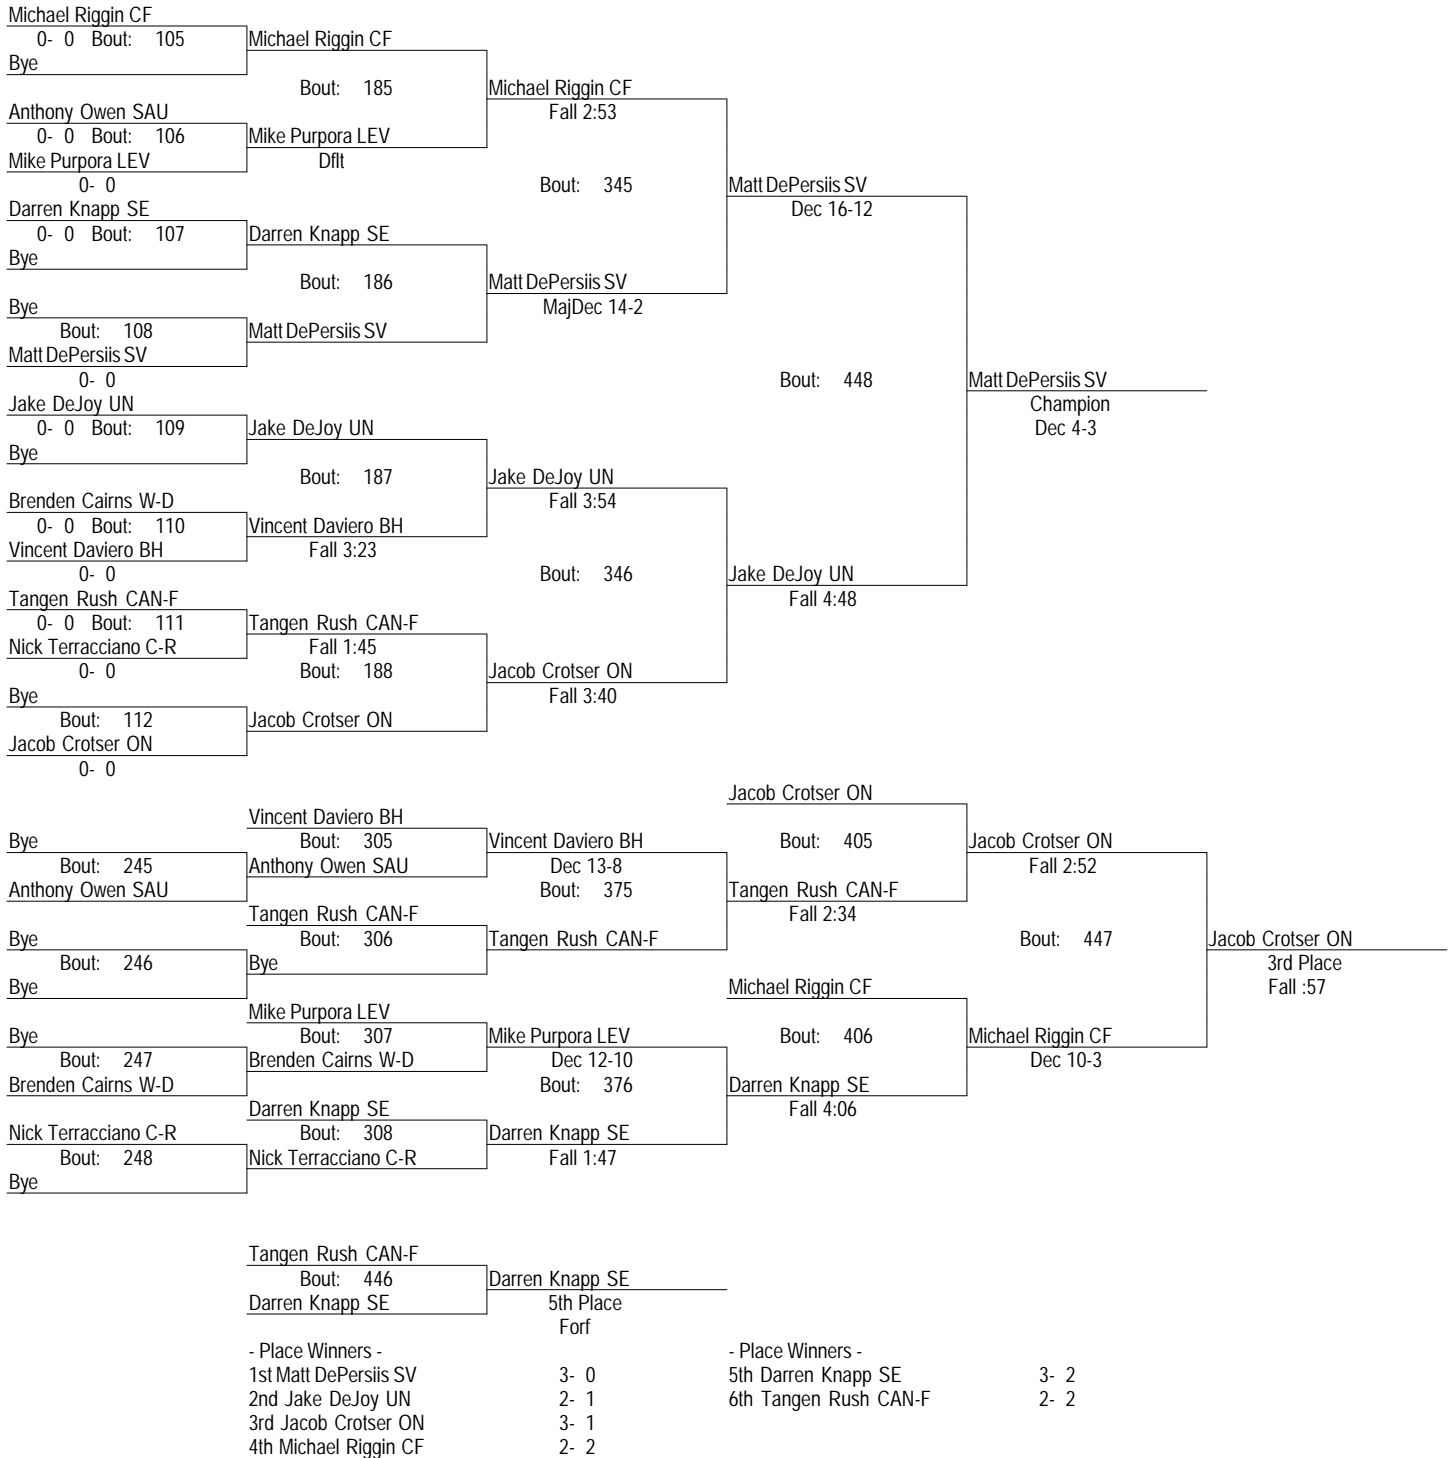 Michael Riggin CF
0- 0 Bout: 105 Michael Riggin CF
Bye
Bout: 185 Michael Riggin CF
Anthony Owen SAU Fall 2:53
0- 0 Bout: 106 Mike Purpora LEV
Mike Purpora LEV Dflt
0- 0 Bout: 345 Matt DePersiis SV
Darren Knapp SE Dec 16-12
0- 0 Bout: 107 Darren Knapp SE
Bye
Bout: 186 Matt DePersiis SV
Bye MajDec 14-2
Bout: 108 Matt DePersiis SV
Matt DePersiis SV
0- 0 Bout: 448 Matt DePersiis SV
Jake DeJoy UN Champion
0- 0 Bout: 109 Jake DeJoy UN Dec 4-3
Bye
Bout: 187 Jake DeJoy UN
Brenden Cairns W-D Fall 3:54
0- 0 Bout: 110 Vincent Daviero BH
Vincent Daviero BH Fall 3:23
0- 0 Bout: 346 Jake DeJoy UN
Tangen Rush CAN-F Fall 4:48
0- 0 Bout: 111 Tangen Rush CAN-F
Nick Terracciano C-R Fall 1:45
0- 0 Bout: 188 Jacob Crotser ON
Bye Fall 3:40
Bout: 112 Jacob Crotser ON
Jacob Crotser ON
0- 0
Jacob Crotser ON
Vincent Daviero BH
Bye Bout: 305 Vincent Daviero BH Bout: 405 Jacob Crotser ON
Bout: 245 Anthony Owen SAU Dec 13-8 Fall 2:52
Anthony Owen SAU Bout: 375 Tangen Rush CAN-F
Tangen Rush CAN-F Fall 2:34
Bye Bout: 306 Tangen Rush CAN-F Bout: 447 Jacob Crotser ON
Bout: 246 Bye 3rd Place
Bye Michael Riggin CF Fall :57
Mike Purpora LEV
Bye Bout: 307 Mike Purpora LEV Bout: 406 Michael Riggin CF
Bout: 247 Brenden Cairns W-D Dec 12-10 Dec 10-3
Brenden Cairns W-D Bout: 376 Darren Knapp SE
Darren Knapp SE Fall 4:06
Nick Terracciano C-R Bout: 308 Darren Knapp SE
Bout: 248 Nick Terracciano C-R Fall 1:47
Bye
Tangen Rush CAN-F
Bout: 446 Darren Knapp SE
Darren Knapp SE 5th Place
Forf
- Place Winners - - Place Winners -
1st Matt DePersiis SV 3- 0 5th Darren Knapp SE 3- 2
2nd Jake DeJoy UN 2- 1 6th Tangen Rush CAN-F 2- 2
3rd Jacob Crotser ON 3- 1
4th Michael Riggin CF 2- 2